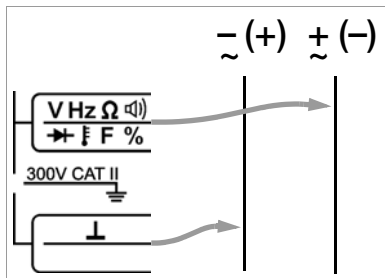 − (+) + (−)
~ ~
V Hz Ω
F %
300V CAT II